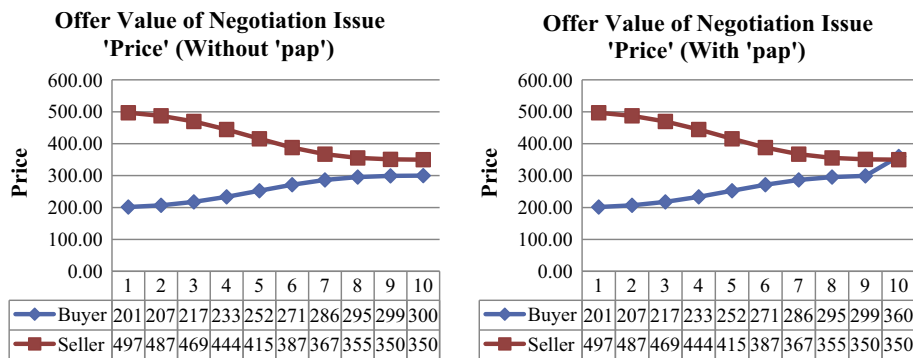 Offer Value of Negotiation Issue
'Price' (Without 'pap')
600.00
500.00
400.00
300.00
200.00
100.00
0.00
Price
1 2 3 4 5 6 7 8 9 10
Buyer 201 207 217 233 252 271 286 295 299 300
Seller 497 487 469 444 415 387 367 355 350 350
Offer Value of Negotiation Issue
'Price' (With 'pap')
600.00
500.00
400.00
300.00
200.00
100.00
0.00
Price
1 2 3 4 5 6 7 8 9 10
Buyer 201 207 217 233 252 271 286 295 299 360
Seller 497 487 469 444 415 387 367 355 350 350